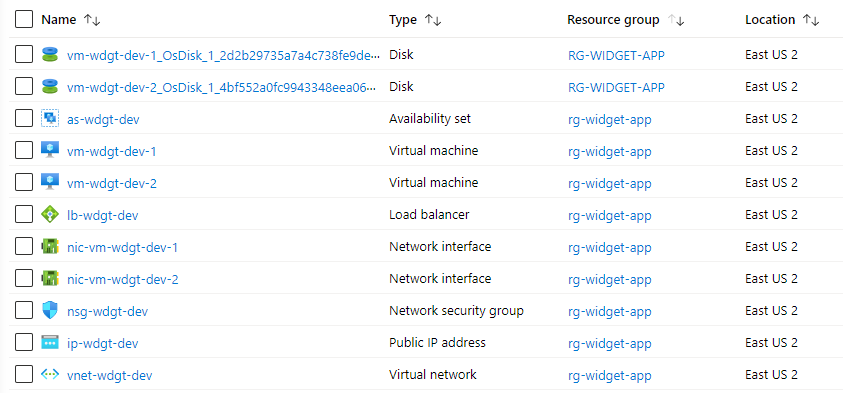 Name ↑↓ Type ↑↓ Resource group ↑↓ Location ↑↓
vm-wdgt-dev-1_OsDisk_1_2d2b29735a7a4c738fe9de··· Disk RG-WIDGET-APP East US 2
vm-wdgt-dev-2_OsDisk_1_4bf552a0fc9943348eea06··· Disk RG-WIDGET-APP East US 2
as-wdgt-dev Availability set rg-widget-app East US 2
vm-wdgt-dev-1 Virtual machine rg-widget-app East US 2
vm-wdgt-dev-2 Virtual machine rg-widget-app East US 2
lb-wdgt-dev Load balancer rg-widget-app East US 2
nic-vm-wdgt-dev-1 Network interface rg-widget-app East US 2
nic-vm-wdgt-dev-2 Network interface rg-widget-app East US 2
nsg-wdgt-dev Network security group rg-widget-app East US 2
ip-wdgt-dev Public IP address rg-widget-app East US 2
vnet-wdgt-dev Virtual network rg-widget-app East US 2